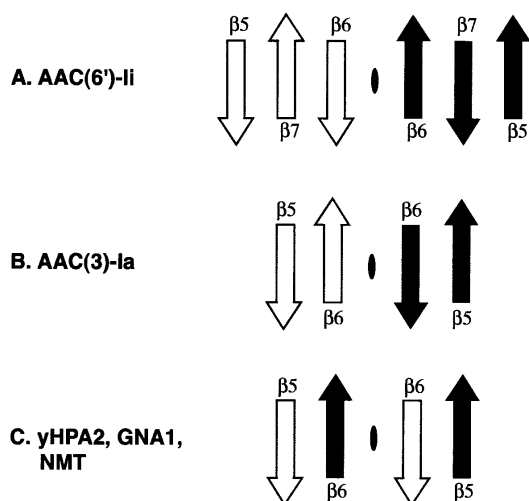 β5 β6 β7 β5
A. AAC(6')-Ii
β7 β6
β5 β6
B. AAC(3)-Ia
β6 β5
β5 β6
C. yHPA2, GNA1,
NMT
β6 β5